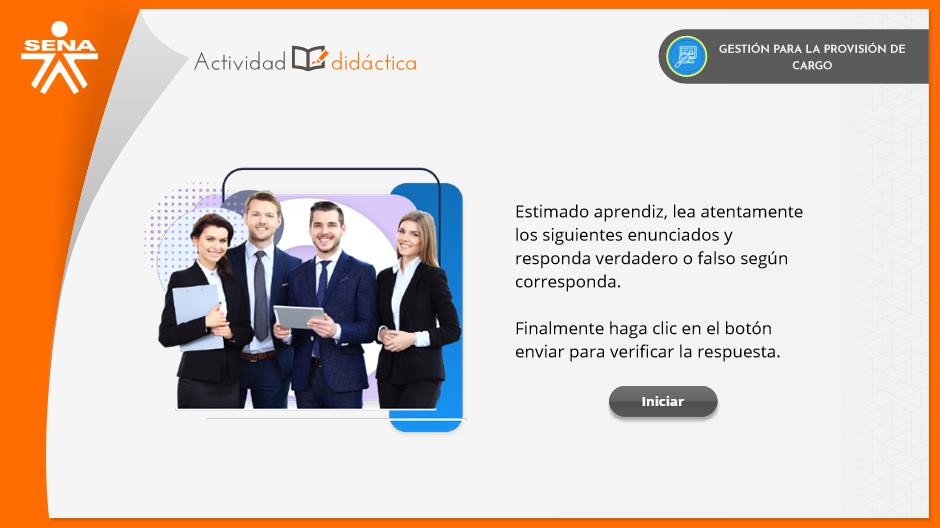 SENA
Actividad didáctica
GESTIÓN PARA LA PROVISIÓN DE
CARGO
Estimado aprendiz, lea atentamente
los siguientes enunciados y
responda verdadero o falso según
corresponda.
Finalmente haga clic en el botón
enviar para verificar la respuesta.
Iniciar